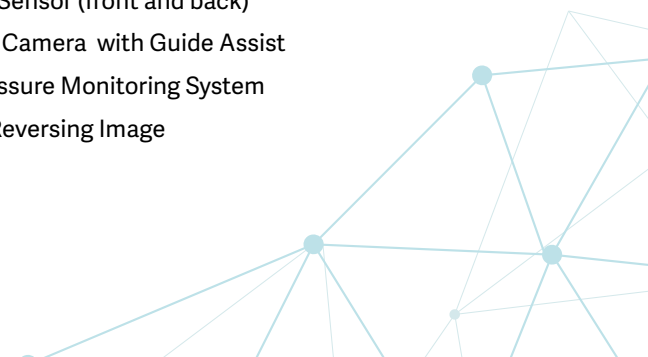 Sensor (front and back)
Camera with Guide Assist
ssure Monitoring System
Reversing Image